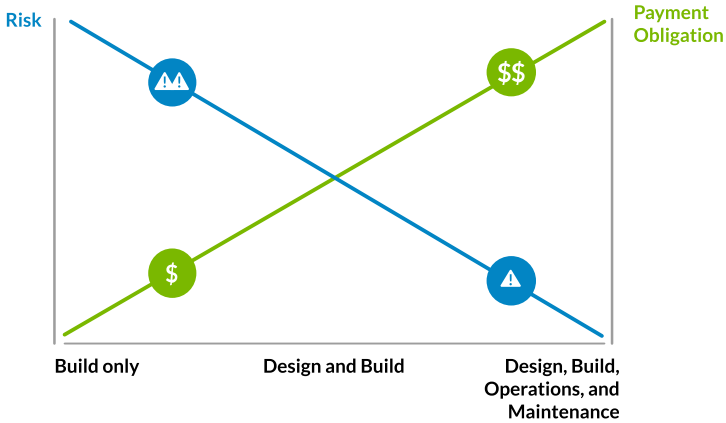 Risk
Payment
Obligation
$$
$
Build only
Design and Build
Design, Build,
Operations, and
Maintenance